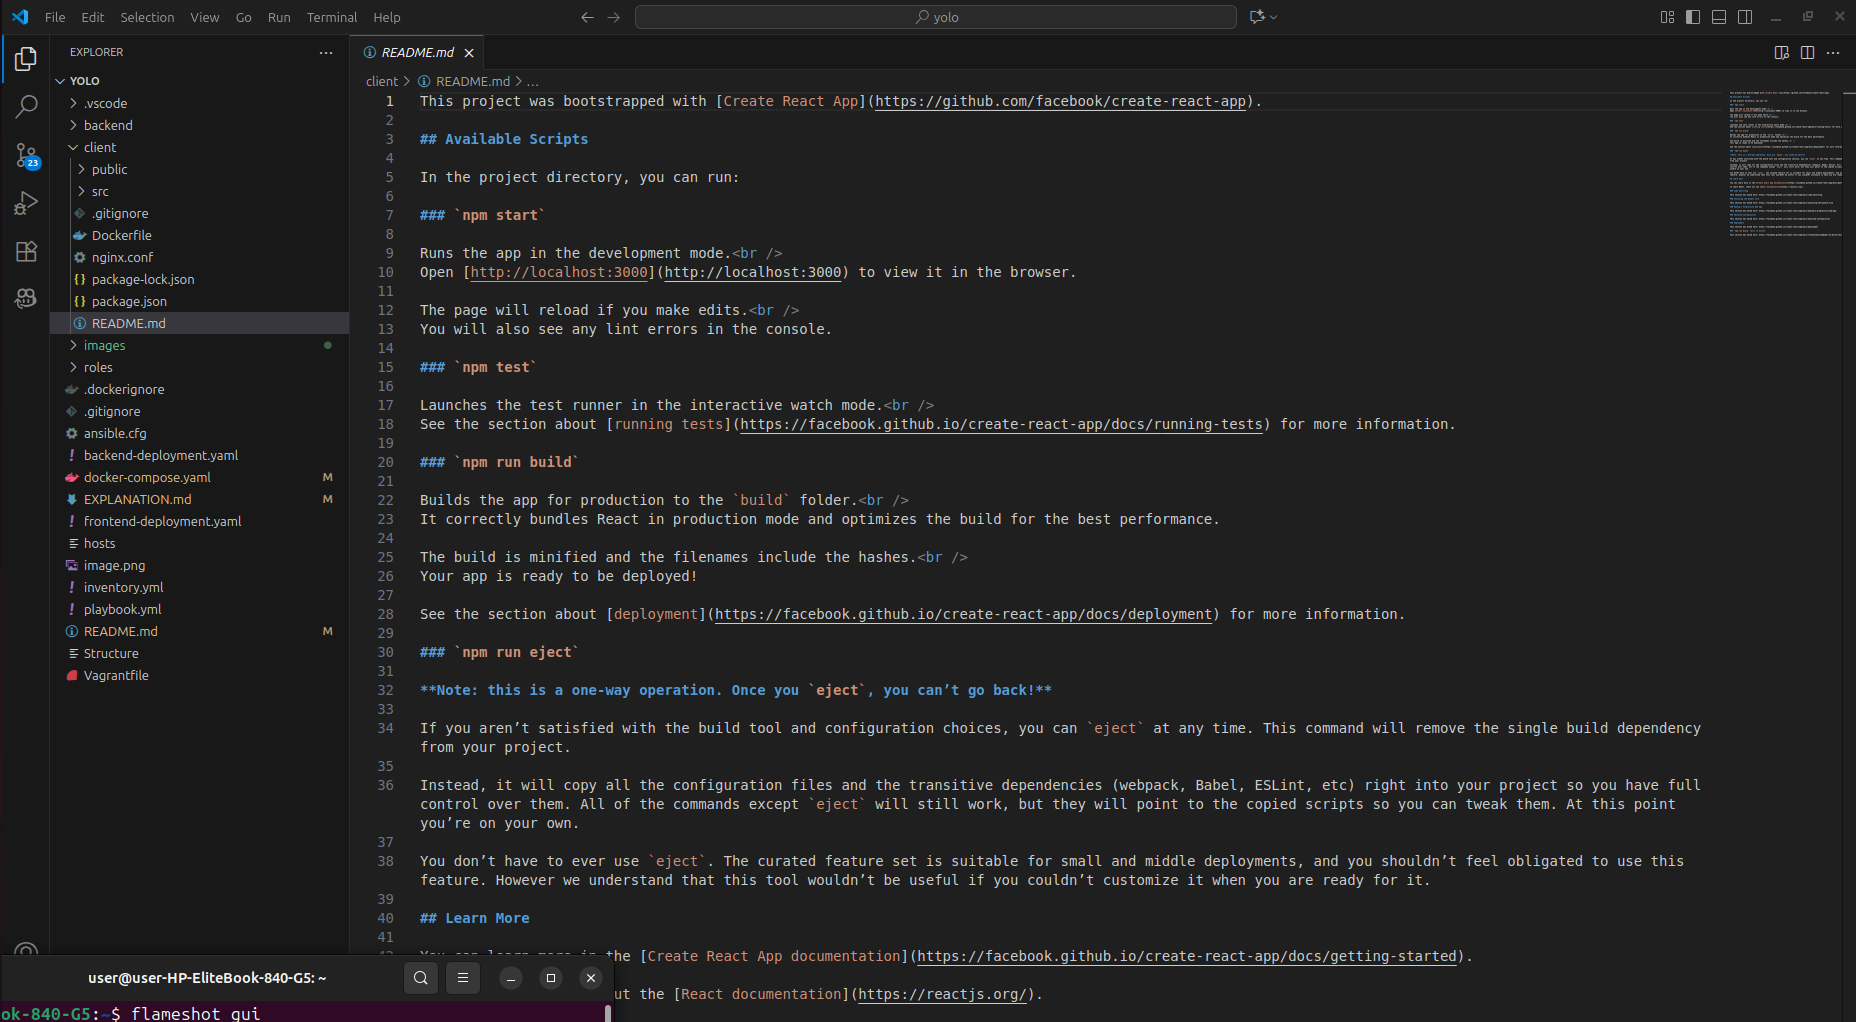 File Edit Selection View Go Run Terminal Help
yolo
EXPLORER
README.md
YOLO
.vscode
backend
client
public
src
.gitignore
Dockerfile
nginx.conf
package-lock.json
package.json
README.md
images
roles
.dockerignore
.gitignore
ansible.cfg
backend-deployment.yaml
docker-compose.yaml M
EXPLANATION.md M
frontend-deployment.yaml
hosts
image.png
inventory.yml
playbook.yml
README.md M
Structure
Vagrantfile
23
client > README.md > ...
1 This project was bootstrapped with [Create React App](https://github.com/facebook/create-react-app).
2
3 ## Available Scripts
4
5 In the project directory, you can run:
6
7 ### `npm start`
8
9 Runs the app in the development mode.<br />
10 Open [http://localhost:3000](http://localhost:3000) to view it in the browser.
11
12 The page will reload if you make edits.<br />
13 You will also see any lint errors in the console.
14
15 ### `npm test`
16
17 Launches the test runner in the interactive watch mode.<br />
18 See the section about [running tests](https://facebook.github.io/create-react-app/docs/running-tests) for more information.
19
20 ### `npm run build`
21
22 Builds the app for production to the `build` folder.<br />
23 It correctly bundles React in production mode and optimizes the build for the best performance.
24
25 The build is minified and the filenames include the hashes.<br />
26 Your app is ready to be deployed!
27
28 See the section about [deployment](https://facebook.github.io/create-react-app/docs/deployment) for more information.
29
30 ### `npm run eject`
31
32 **Note: this is a one-way operation. Once you `eject`, you can’t go back!**
33
34 If you aren’t satisfied with the build tool and configuration choices, you can `eject` at any time. This command will remove the single build dependency
from your project.
35
36 Instead, it will copy all the configuration files and the transitive dependencies (webpack, Babel, ESLint, etc) right into your project so you have full
control over them. All of the commands except `eject` will still work, but they will point to the copied scripts so you can tweak them. At this point
you’re on your own.
37
38 You don’t have to ever use `eject`. The curated feature set is suitable for small and middle deployments, and you shouldn’t feel obligated to use this
feature. However we understand that this tool wouldn’t be useful if you couldn’t customize it when you are ready for it.
39
40 ## Learn More
41
the [Create React App documentation](https://facebook.github.io/create-react-app/docs/getting-started).
ut the [React documentation](https://reactjs.org/).
user@user-HP-EliteBook-840-G5: ~
ok-840-G5:~$ flameshot gui